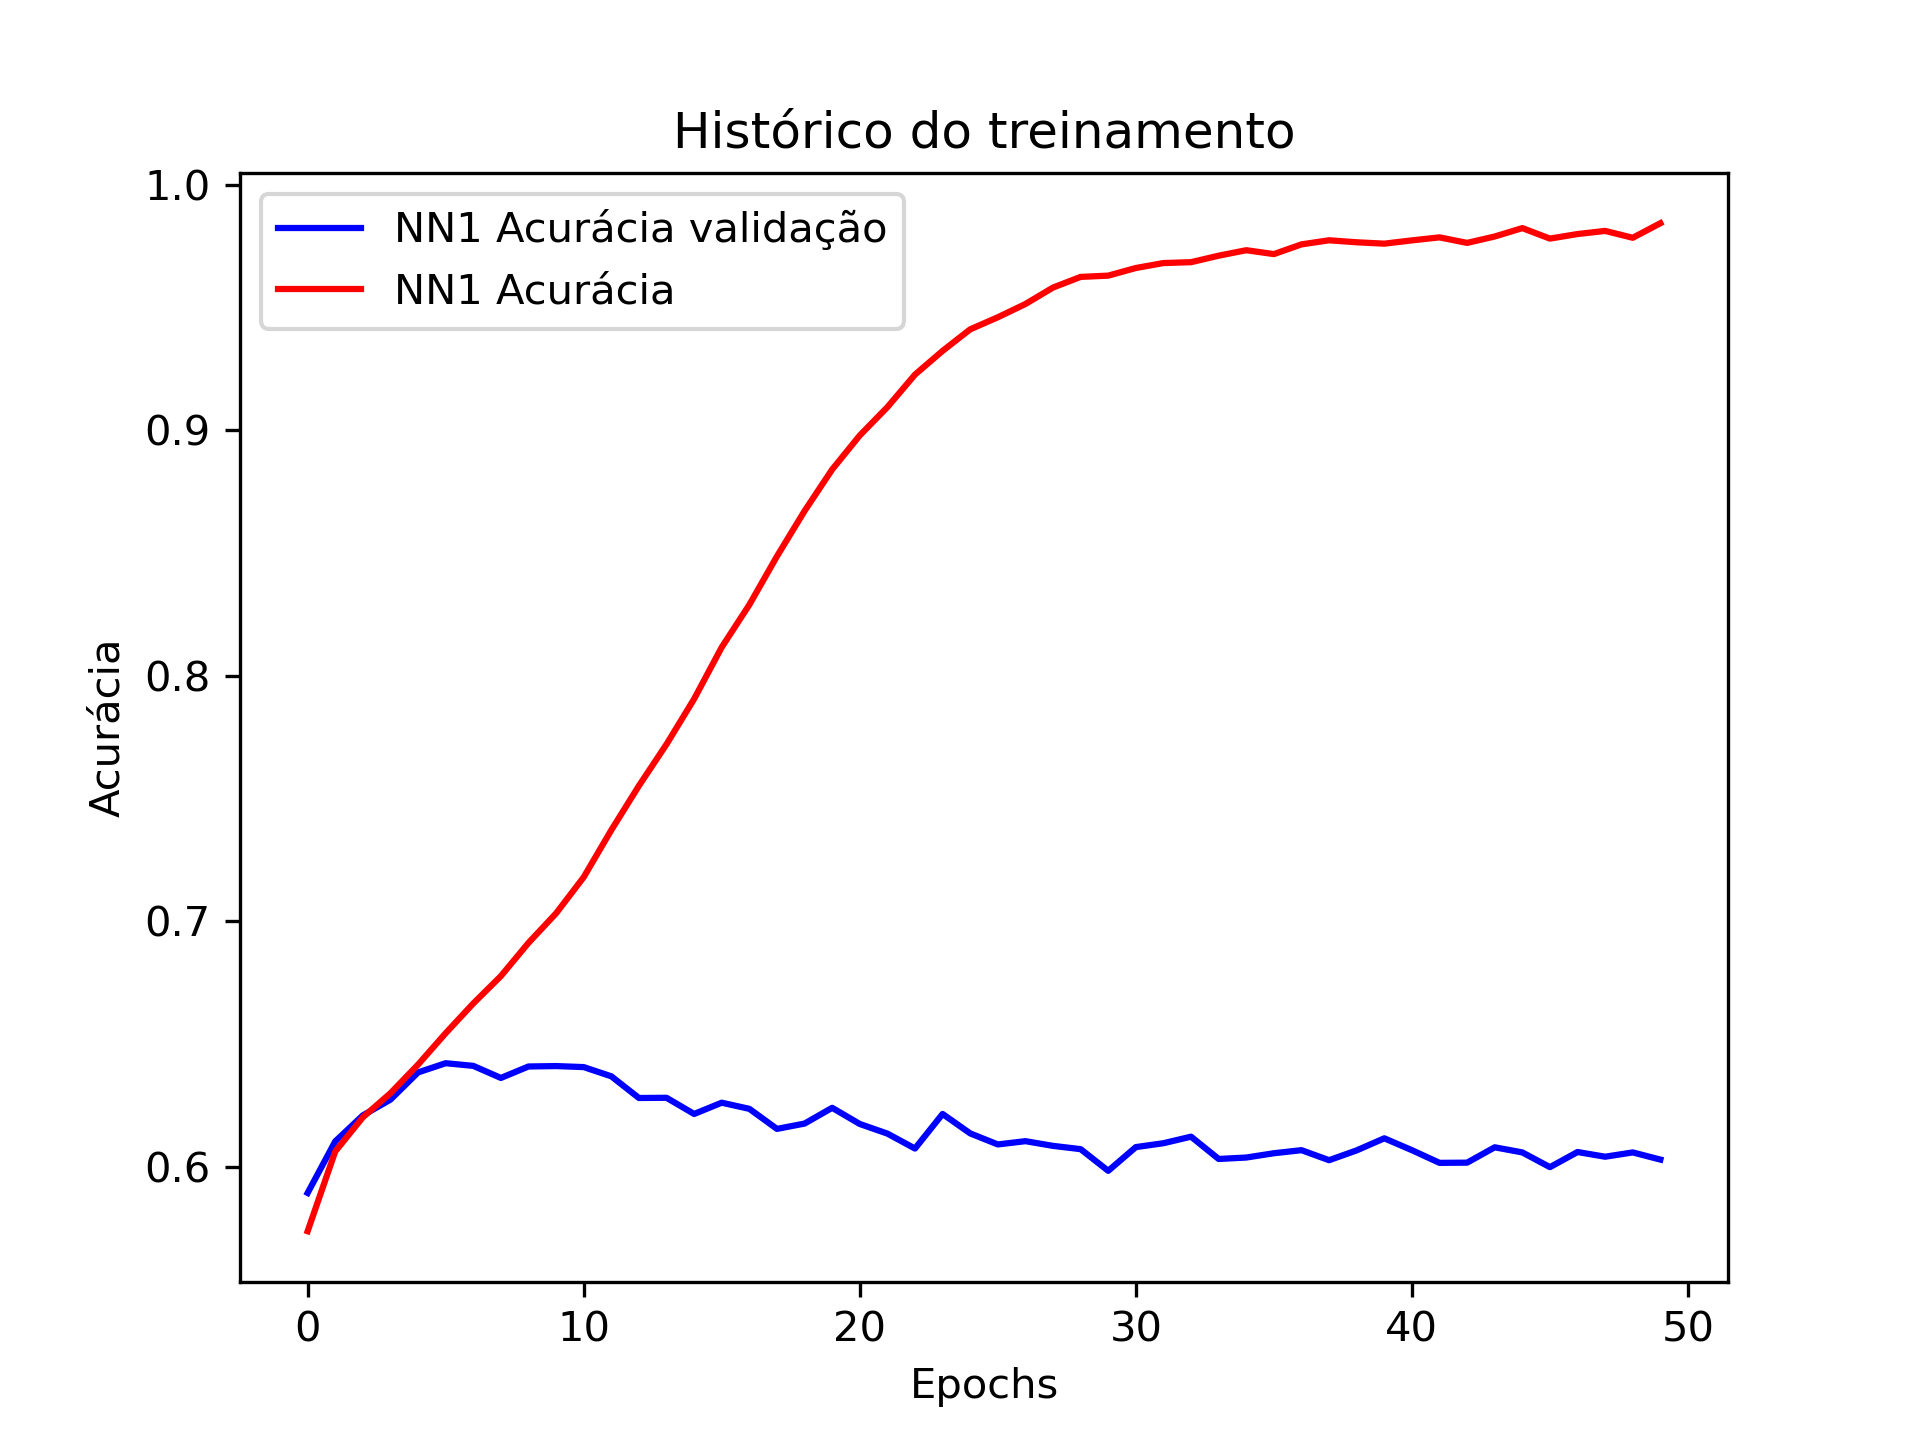 Histórico do treinamento
NN1 Acurácia validação
NN1 Acurácia
1.0
0.9
0.8
0.7
0.6
Acurácia
0 10 20 30 40 50
Epochs